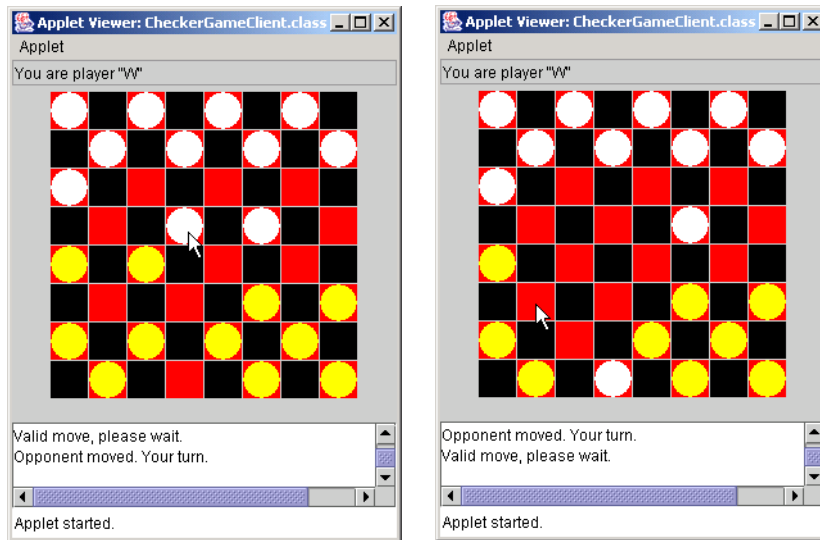 Applet Viewer: CheckerGameClient.class
Applet
You are player "W"
Valid move, please wait.
Opponent moved. Your turn.
Applet started.
Applet Viewer: CheckerGameClient.class
Applet
You are player "W"
Opponent moved. Your turn.
Valid move, please wait.
Applet started.